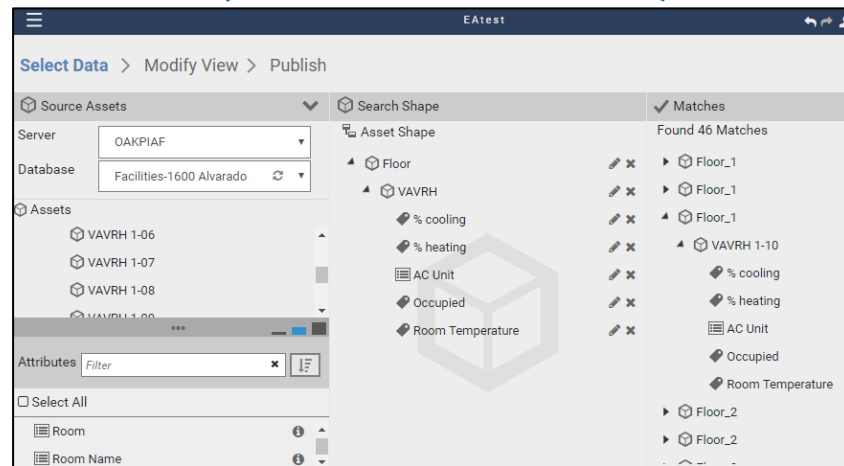 EAtest
Select Data > Modify View > Publish
Source Assets
Server
OAKPIAF
Database
Facilities-1600 Alvarado
Assets
VAVRH 1-06
VAVRH 1-07
VAVRH 1-08
Attributes
Filter
Select All
Room
Room Name
Search Shape
Asset Shape
Floor
VAVRH
% cooling
% heating
AC Unit
Occupied
Room Temperature
Matches
Found 46 Matches
Floor_1
Floor_1
Floor_1
VAVRH 1-10
% cooling
% heating
AC Unit
Occupied
Room Temperature
Floor_2
Floor_2